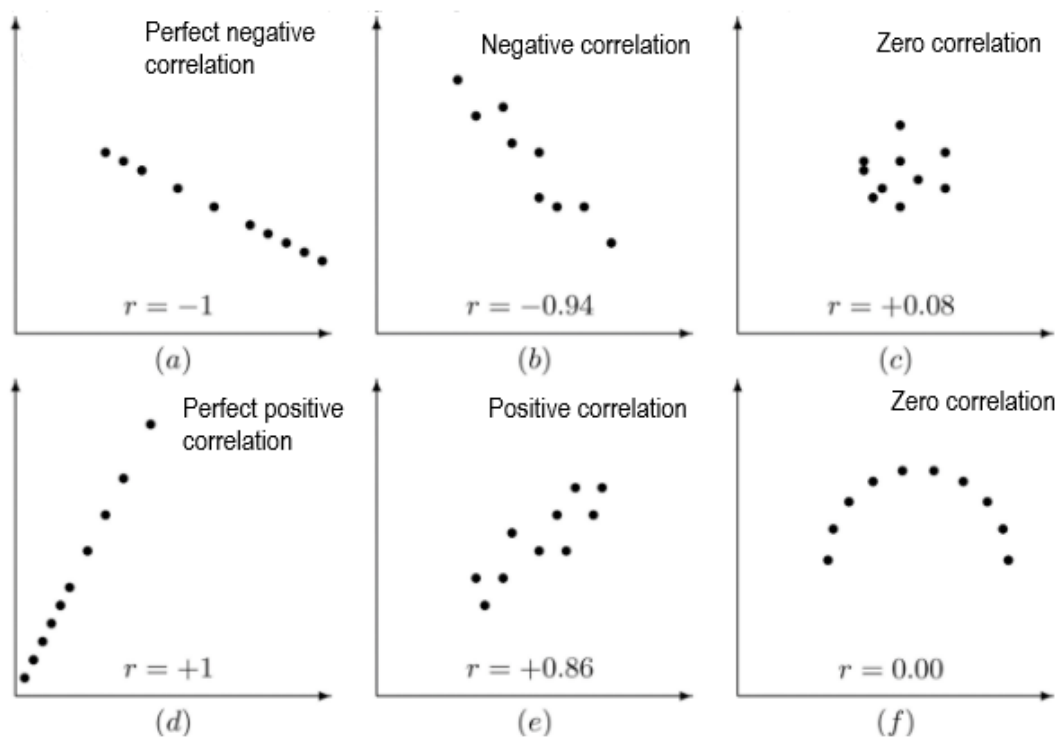 Perfect negative
correlation
r = −1
(a)
Negative correlation
r = −0.94
(b)
Zero correlation
r = +0.08
(c)
Perfect positive
correlation
r = +1
(d)
Positive correlation
r = +0.86
(e)
Zero correlation
r = 0.00
(f)